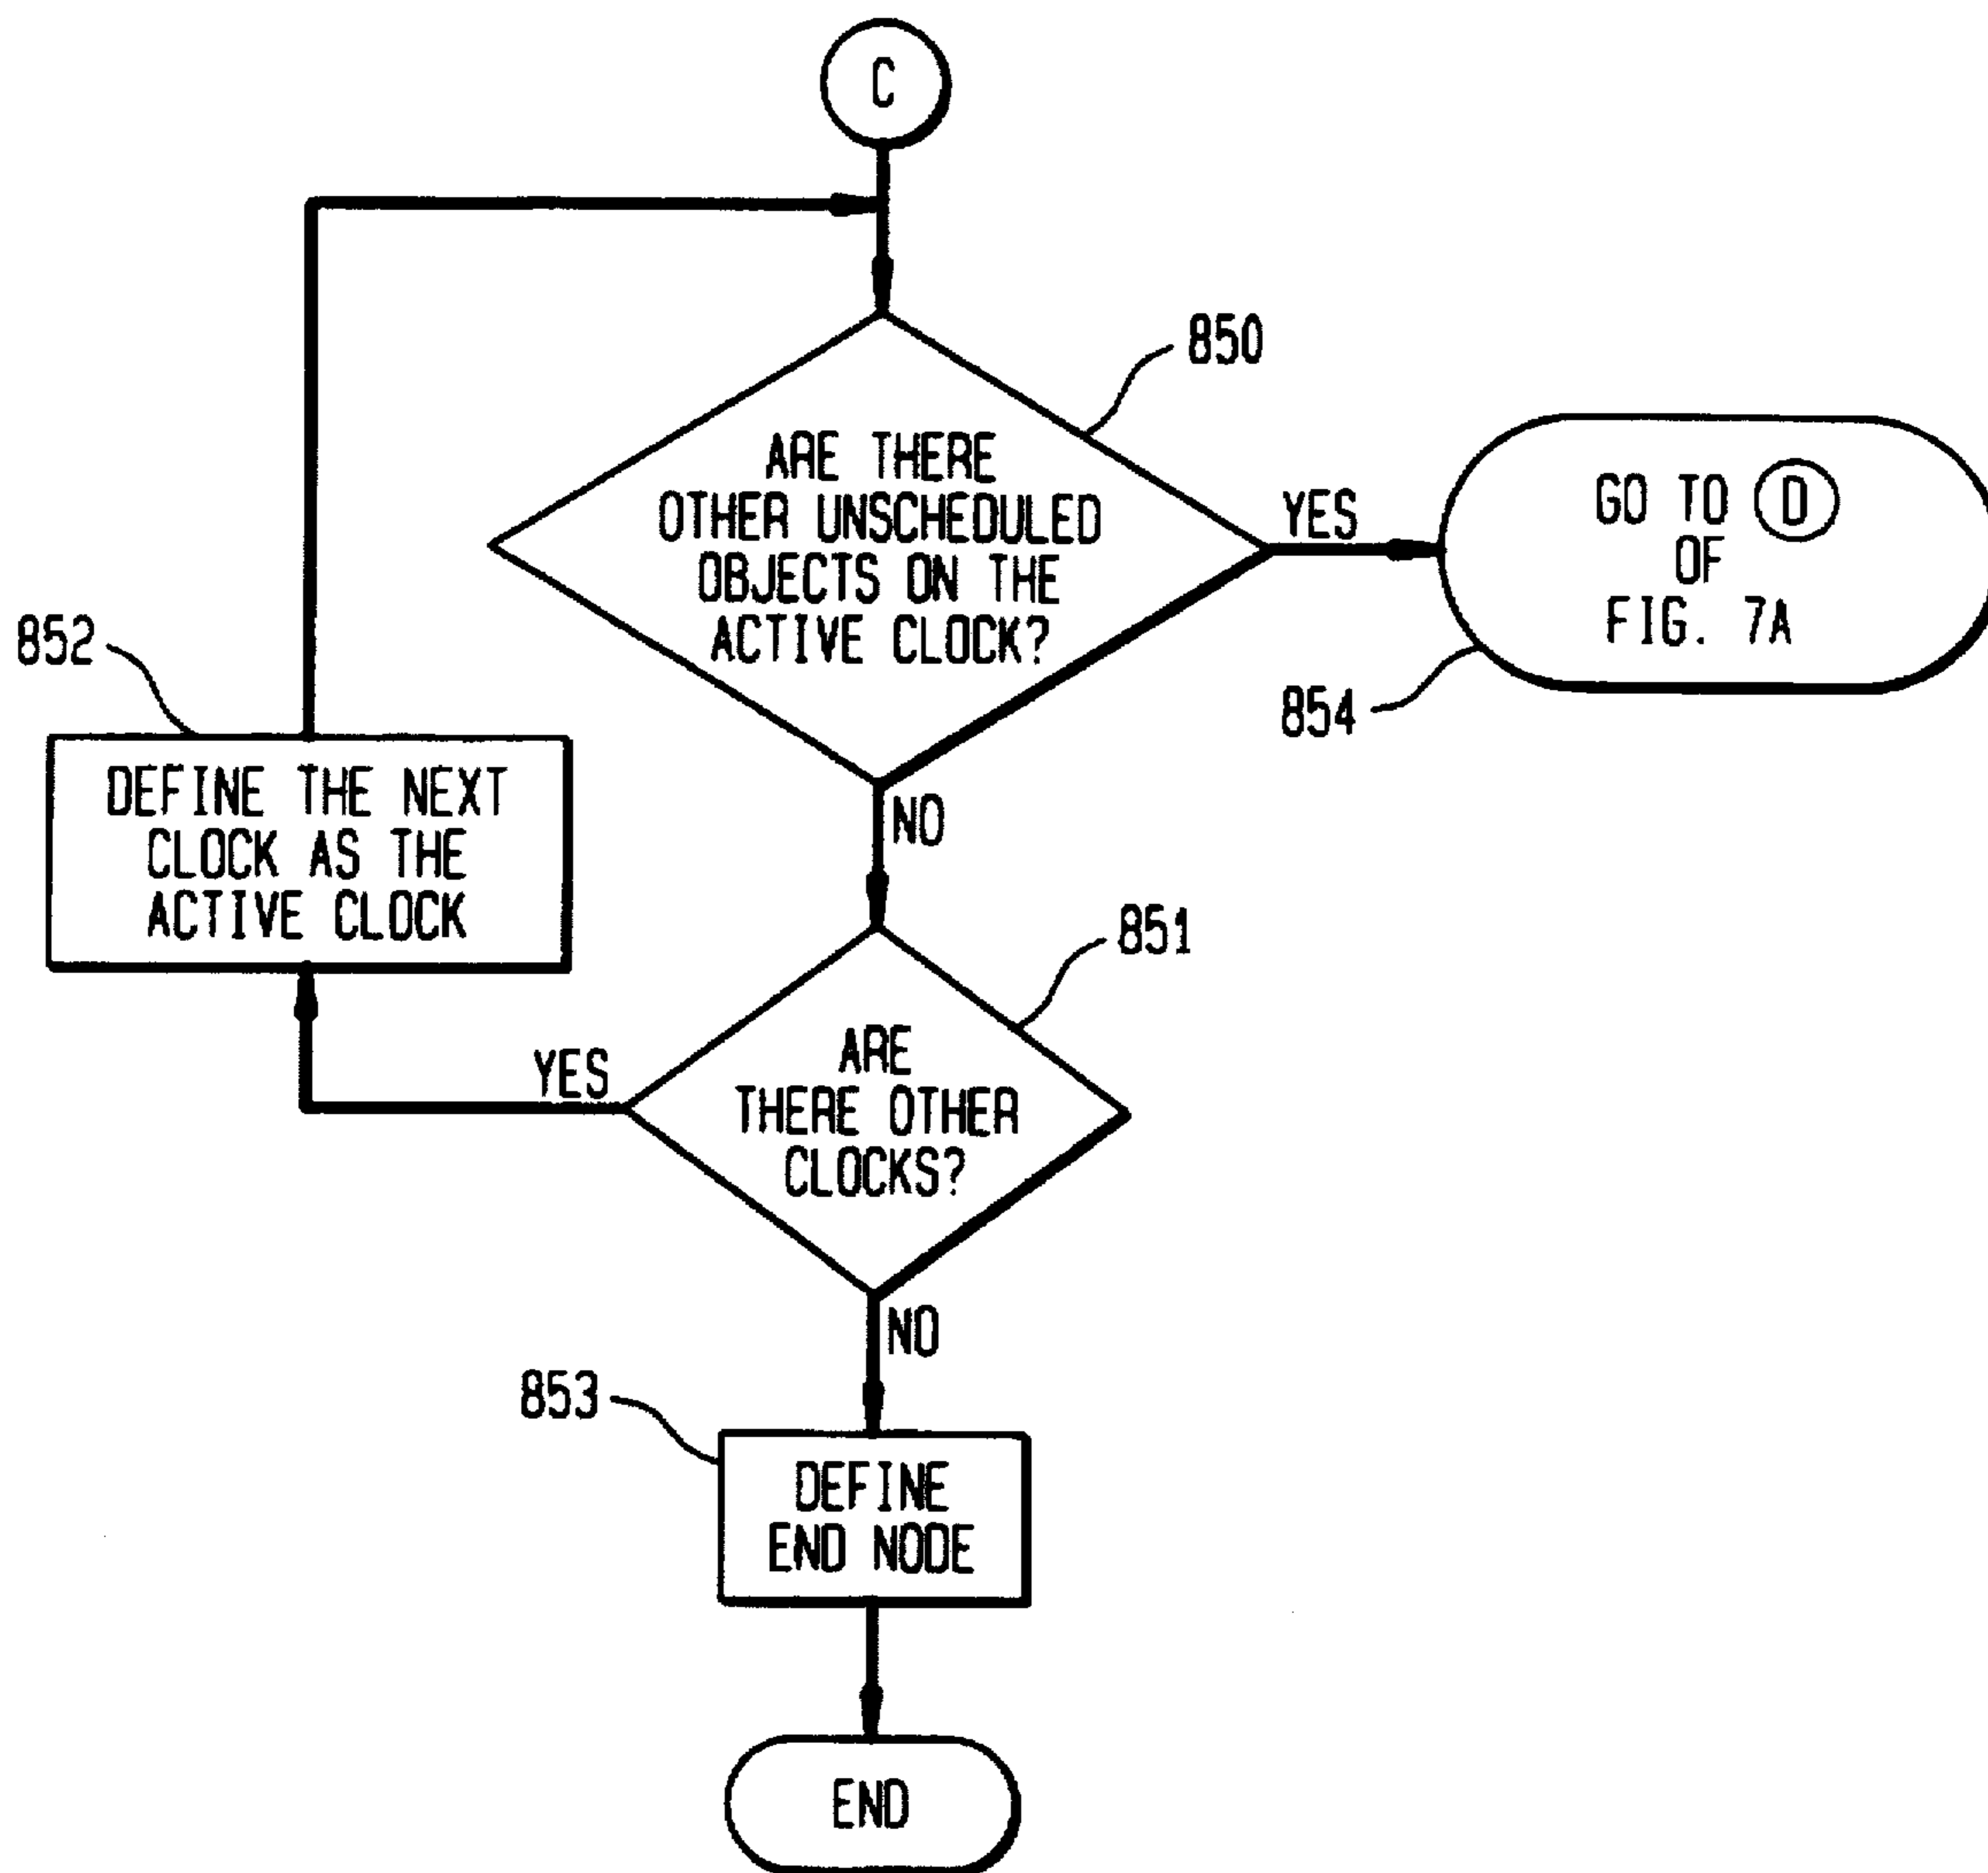 C
850
ARE THERE
OTHER UNSCHEDULED
OBJECTS ON THE
ACTIVE CLOCK?
YES
GO TO D
OF
FIG. 7A
854
NO
852
DEFINE THE NEXT
CLOCK AS THE
ACTIVE CLOCK
851
ARE
THERE OTHER
CLOCKS?
YES
NO
853
DEFINE
END NODE
END